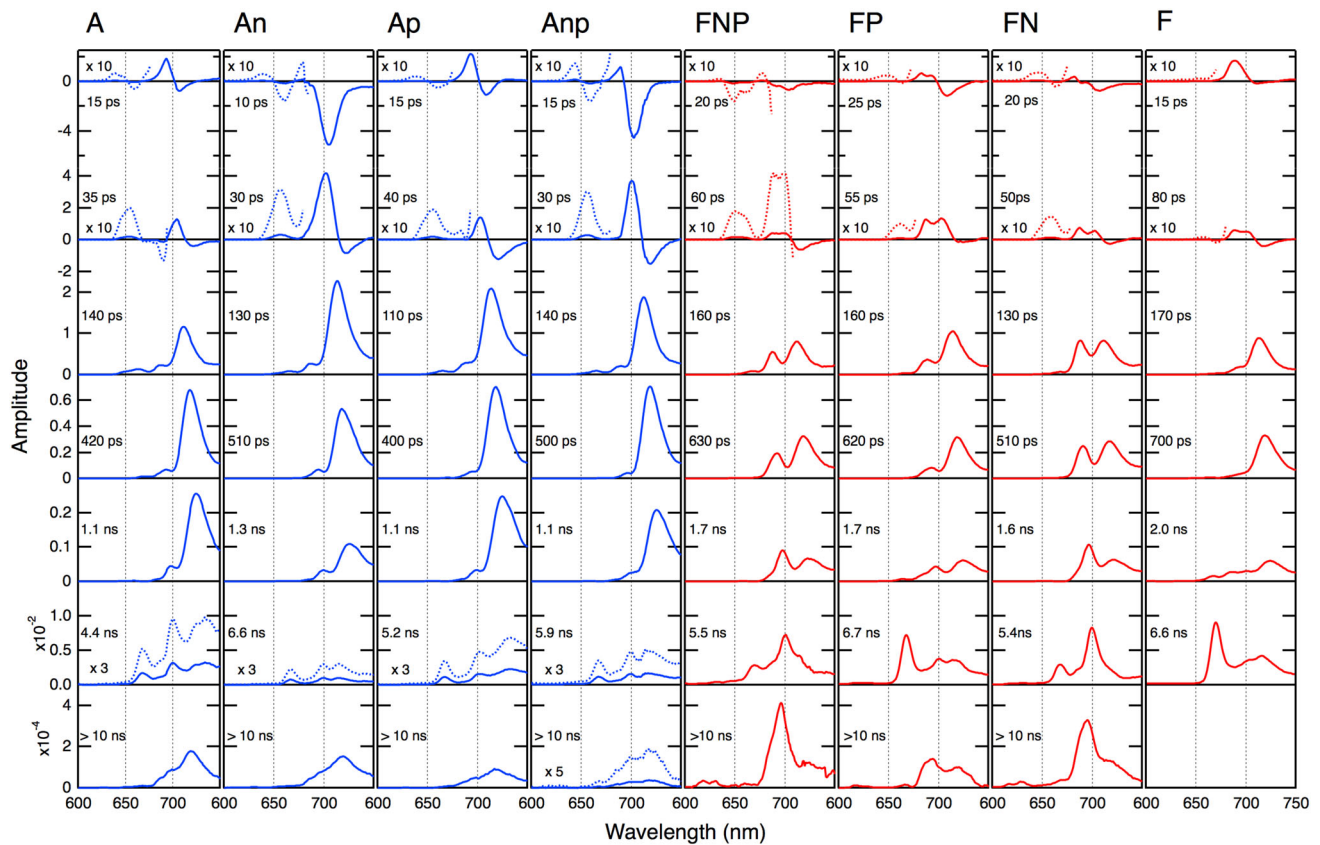 A An Ap Anp FNP FP FN F
x 10 x 10 x 10 x 10 x 10 x 10 x 10 x 10
0
15 ps 10 ps 15 ps 15 ps 20 ps 25 ps 20 ps 15 ps
-4
4
35 ps 30 ps 40 ps 30 ps 60 ps 55 ps 50ps 80 ps
2
x 10 x 10 x 10 x 10 x 10 x 10 x 10 x 10
0
-2
2
140 ps 130 ps 110 ps 140 ps 160 ps 160 ps 130 ps 170 ps
1
0
Amplitude
0.6
0.4
420 ps 510 ps 400 ps 500 ps 630 ps 620 ps 510 ps 700 ps
0.2
0
0.2
1.1 ns 1.3 ns 1.1 ns 1.1 ns 1.7 ns 1.7 ns 1.6 ns 2.0 ns
0.1
0
x10-2
1.0
4.4 ns 6.6 ns 5.2 ns 5.9 ns 5.5 ns 6.7 ns 5.4ns 6.6 ns
0.5
x 3 x 3 x 3 x 3
0.0
x10-4
4
> 10 ns > 10 ns > 10 ns > 10 ns >10 ns >10 ns > 10 ns
2
x 5
0
600 650 700 600 700 600 650 700 600 700 600 650 700 600 650 700 600 650 700 600 650 700 750
Wavelength (nm)